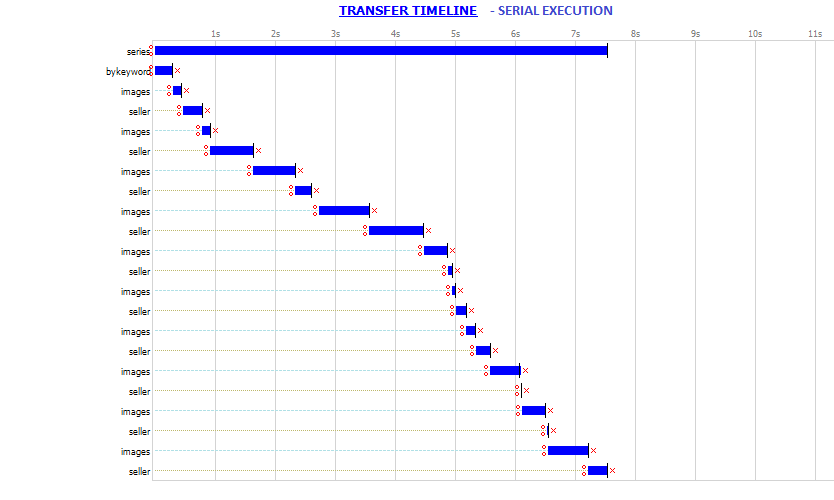 TRANSFER TIMELINE - SERIAL EXECUTION
1s 2s 3s 4s 5s 6s 7s 8s 9s 10s 11s
series
bykeyword
images
seller
images
seller
images
seller
images
seller
images
seller
images
seller
images
seller
images
seller
images
seller
images
seller